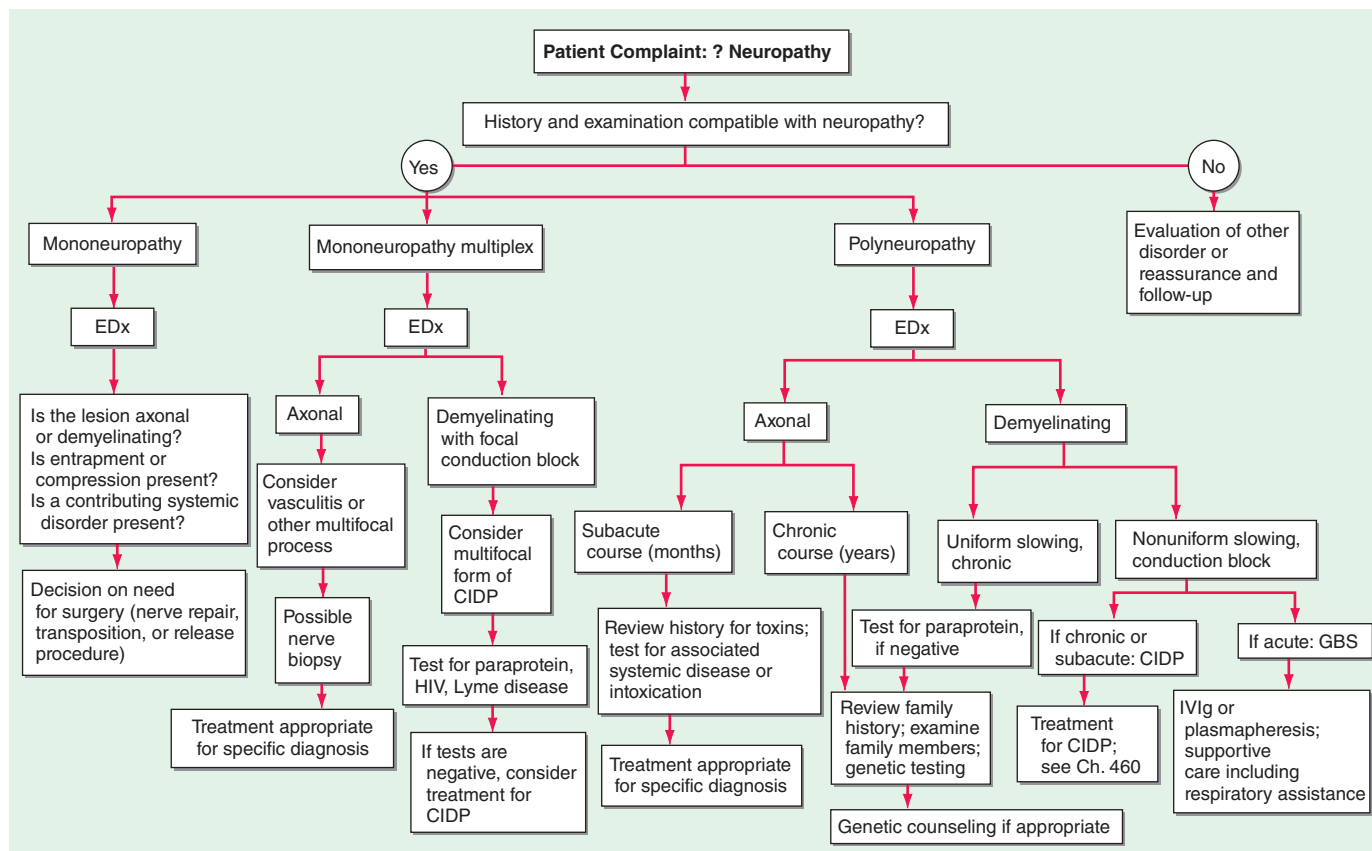 Patient Complaint: ? Neuropathy
History and examination compatible with neuropathy?
Yes
No
Mononeuropathy
Mononeuropathy multiplex
Polyneuropathy
Evaluation of other
disorder or
reassurance and
follow-up
EDx
EDx
EDx
Is the lesion axonal
or demyelinating?
Is entrapment or
compression present?
Is a contributing systemic
disorder present?
Decision on need
for surgery (nerve repair,
transposition, or release
procedure)
Axonal
Consider
vasculitis or
other multifocal
process
Possible
nerve
biopsy
Treatment appropriate
for specific diagnosis
Demyelinating
with focal
conduction block
Consider
multifocal
form of
CIDP
Test for paraprotein,
HIV, Lyme disease
If tests are
negative, consider
treatment for
CIDP
Axonal
Subacute
course (months)
Review history for toxins;
test for associated
systemic disease or
intoxication
Treatment appropriate
for specific diagnosis
Chronic
course (years)
Demyelinating
Uniform slowing,
chronic
Test for paraprotein,
if negative
Review family
history; examine
family members;
genetic testing
Genetic counseling if appropriate
Nonuniform slowing,
conduction block
If chronic or
subacute: CIDP
Treatment
for CIDP;
see Ch. 460
If acute: GBS
IVIg or
plasmapheresis;
supportive
care including
respiratory assistance